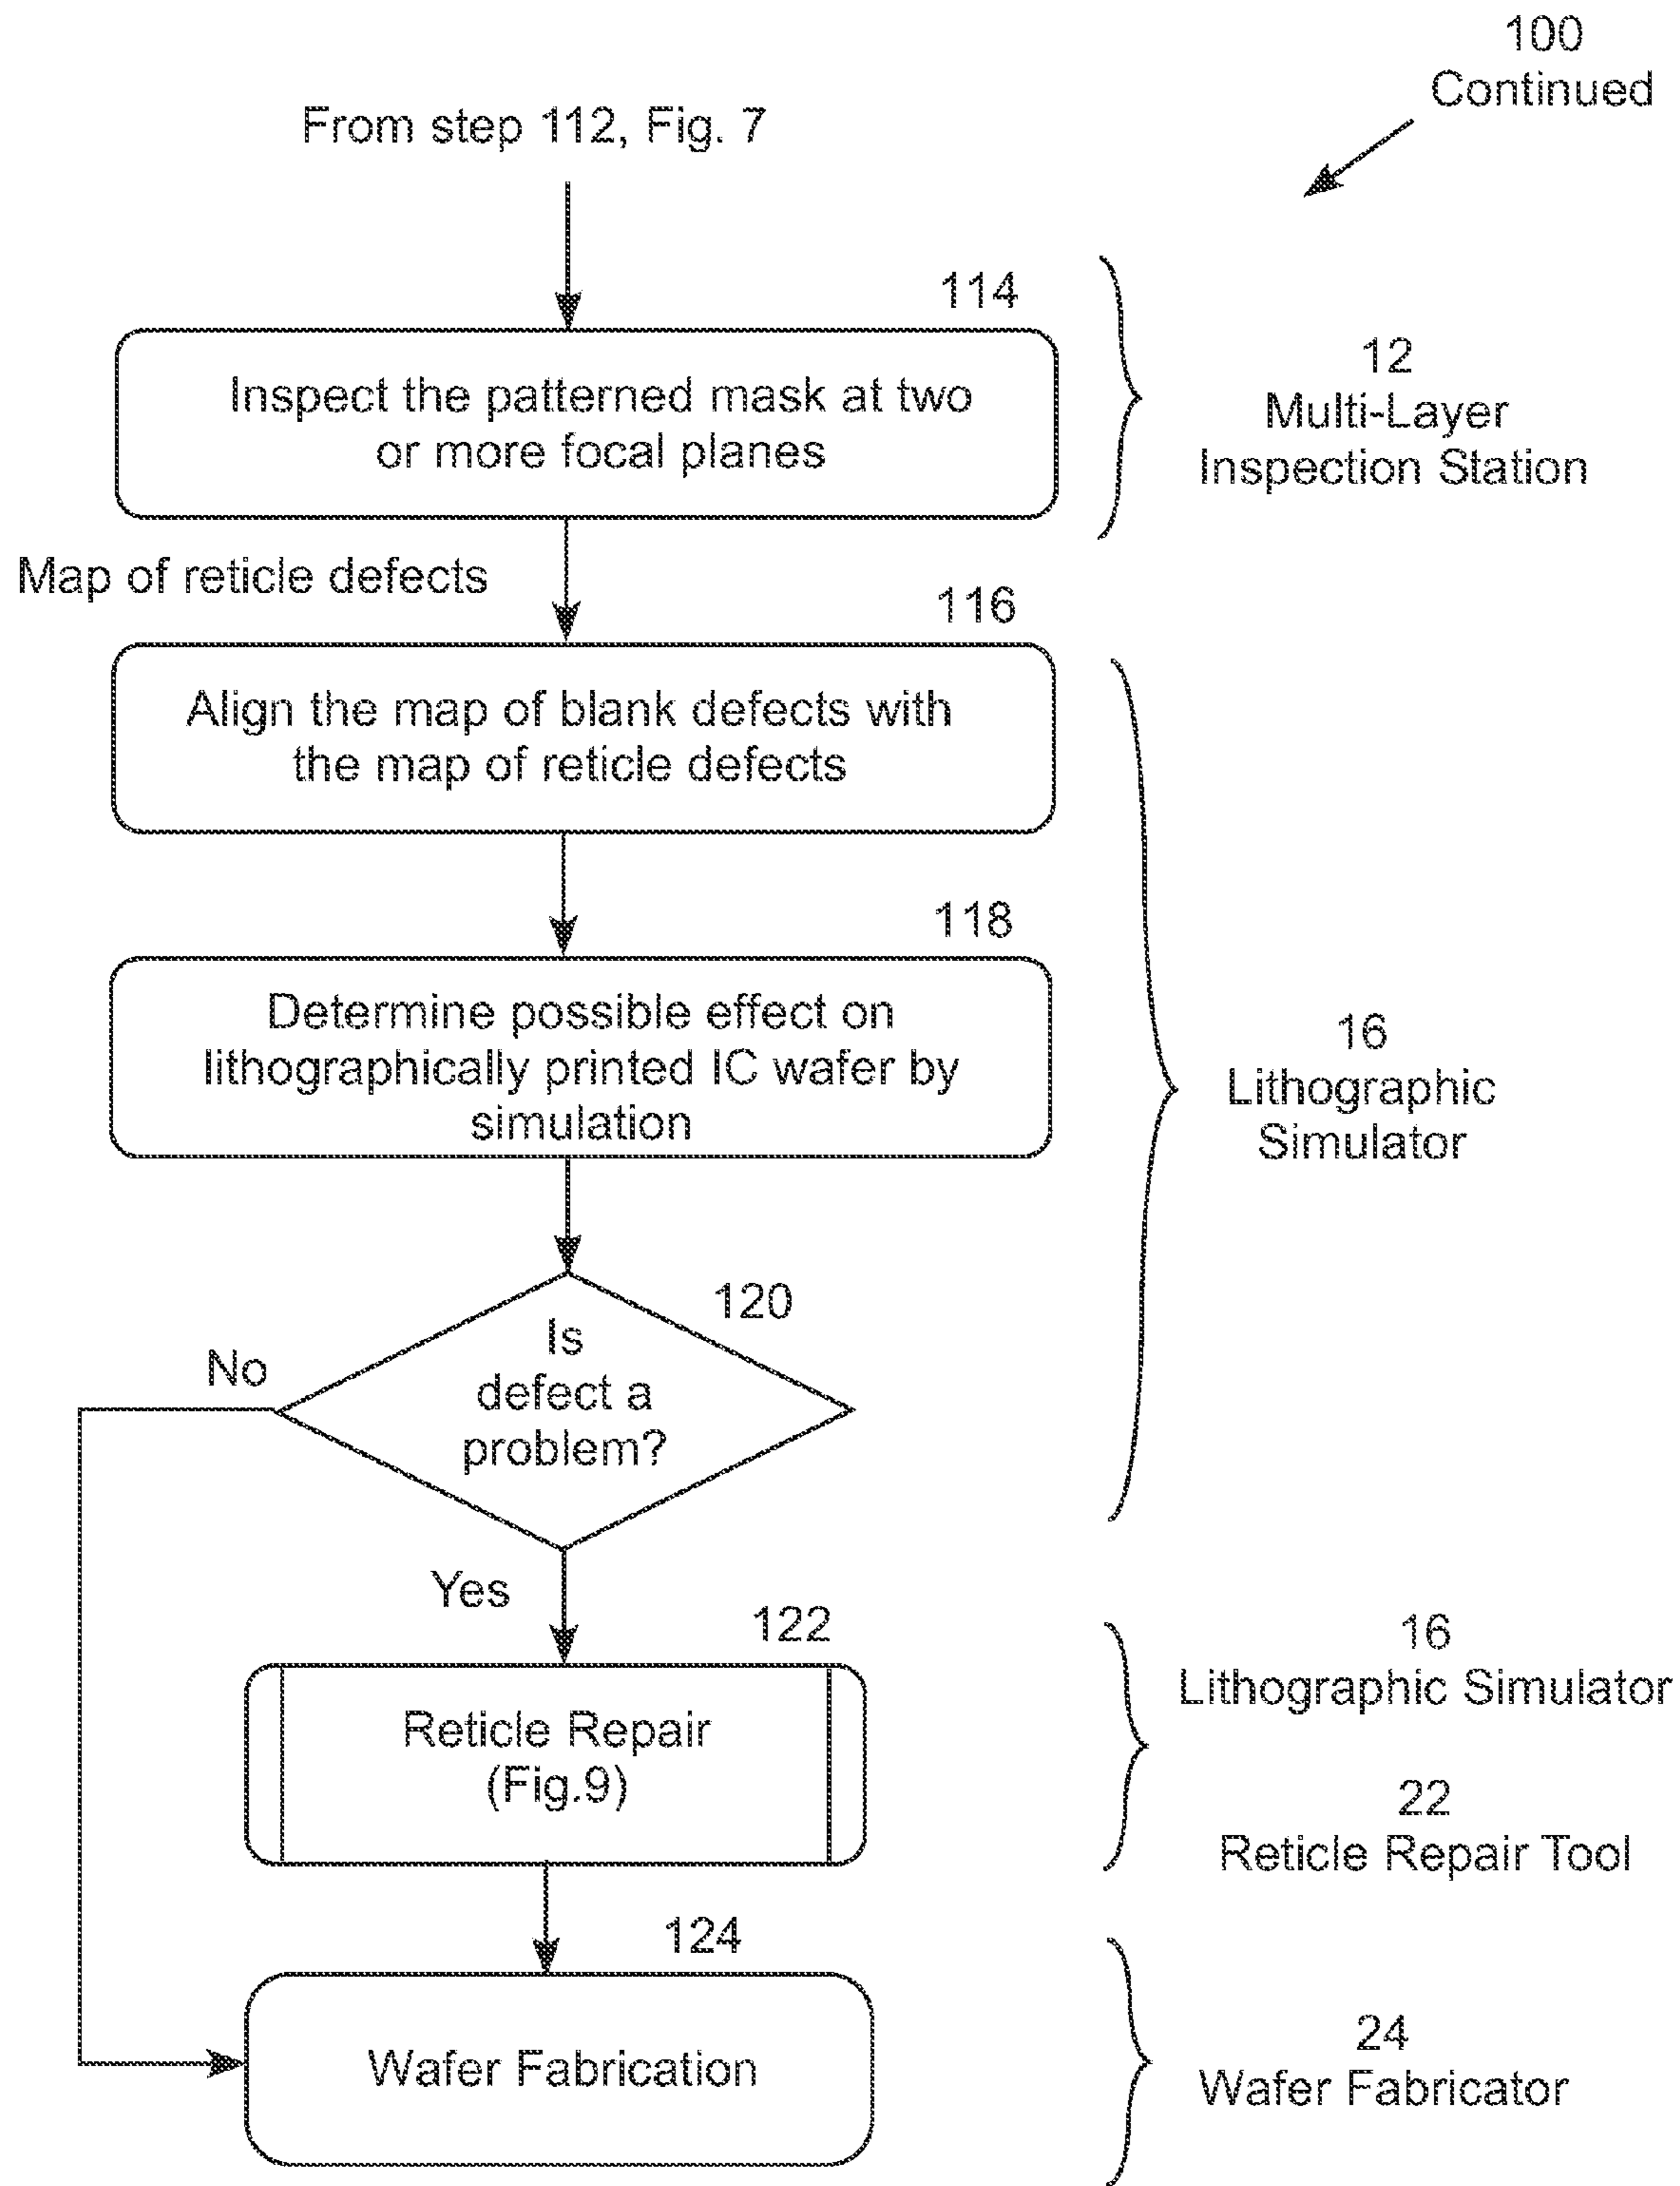 100
Continued
From step 112, Fig. 7
114
Inspect the patterned mask at two
or more focal planes
12
Multi-Layer
Inspection Station
Map of reticle defects
116
Align the map of blank defects with
the map of reticle defects
118
Determine possible effect on
lithographically printed IC wafer by
simulation
16
Lithographic
Simulator
120
Is
defect a
problem?
No
Yes
122
Reticle Repair
(Fig.9)
16
Lithographic Simulator
22
Reticle Repair Tool
124
Wafer Fabrication
24
Wafer Fabricator